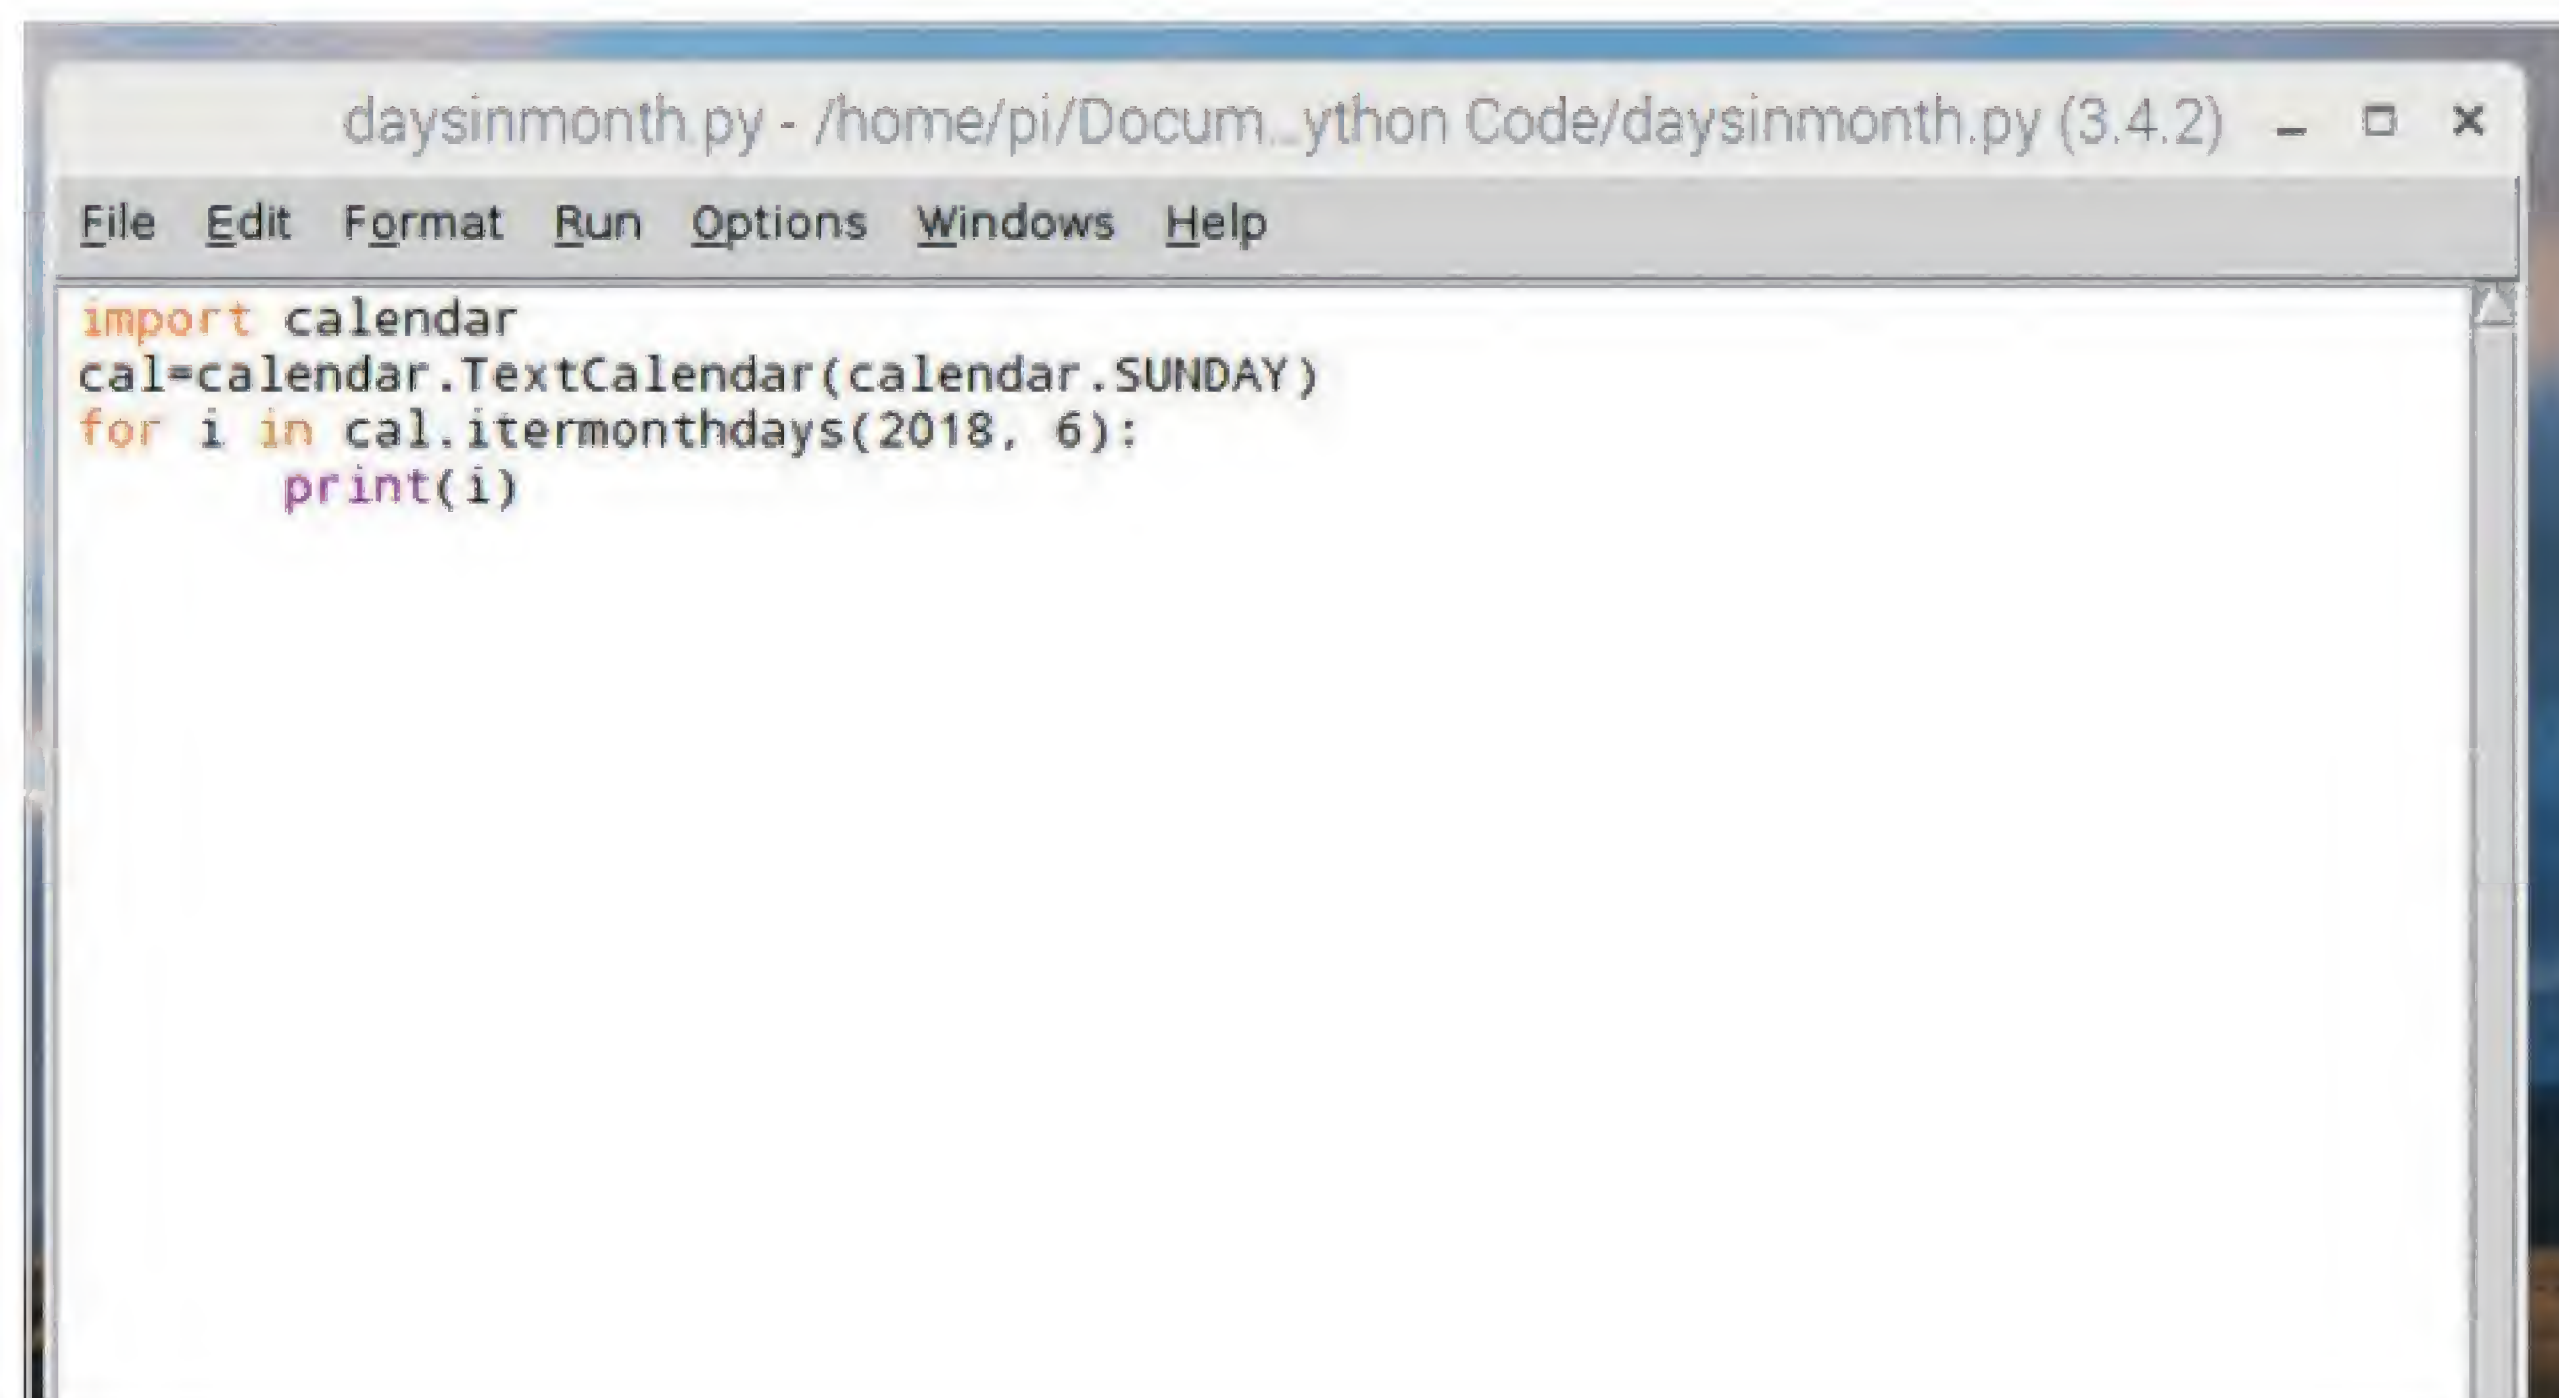 daysinmonth.py - /home/pi/Docum...ython Code/daysinmonth.py (3.4.2)
File Edit Format Run Options Windows Help
import calendar
cal=calendar.TextCalendar(calendar.SUNDAY)
for i in cal.itermonthdays(2018, 6):
        print(i)